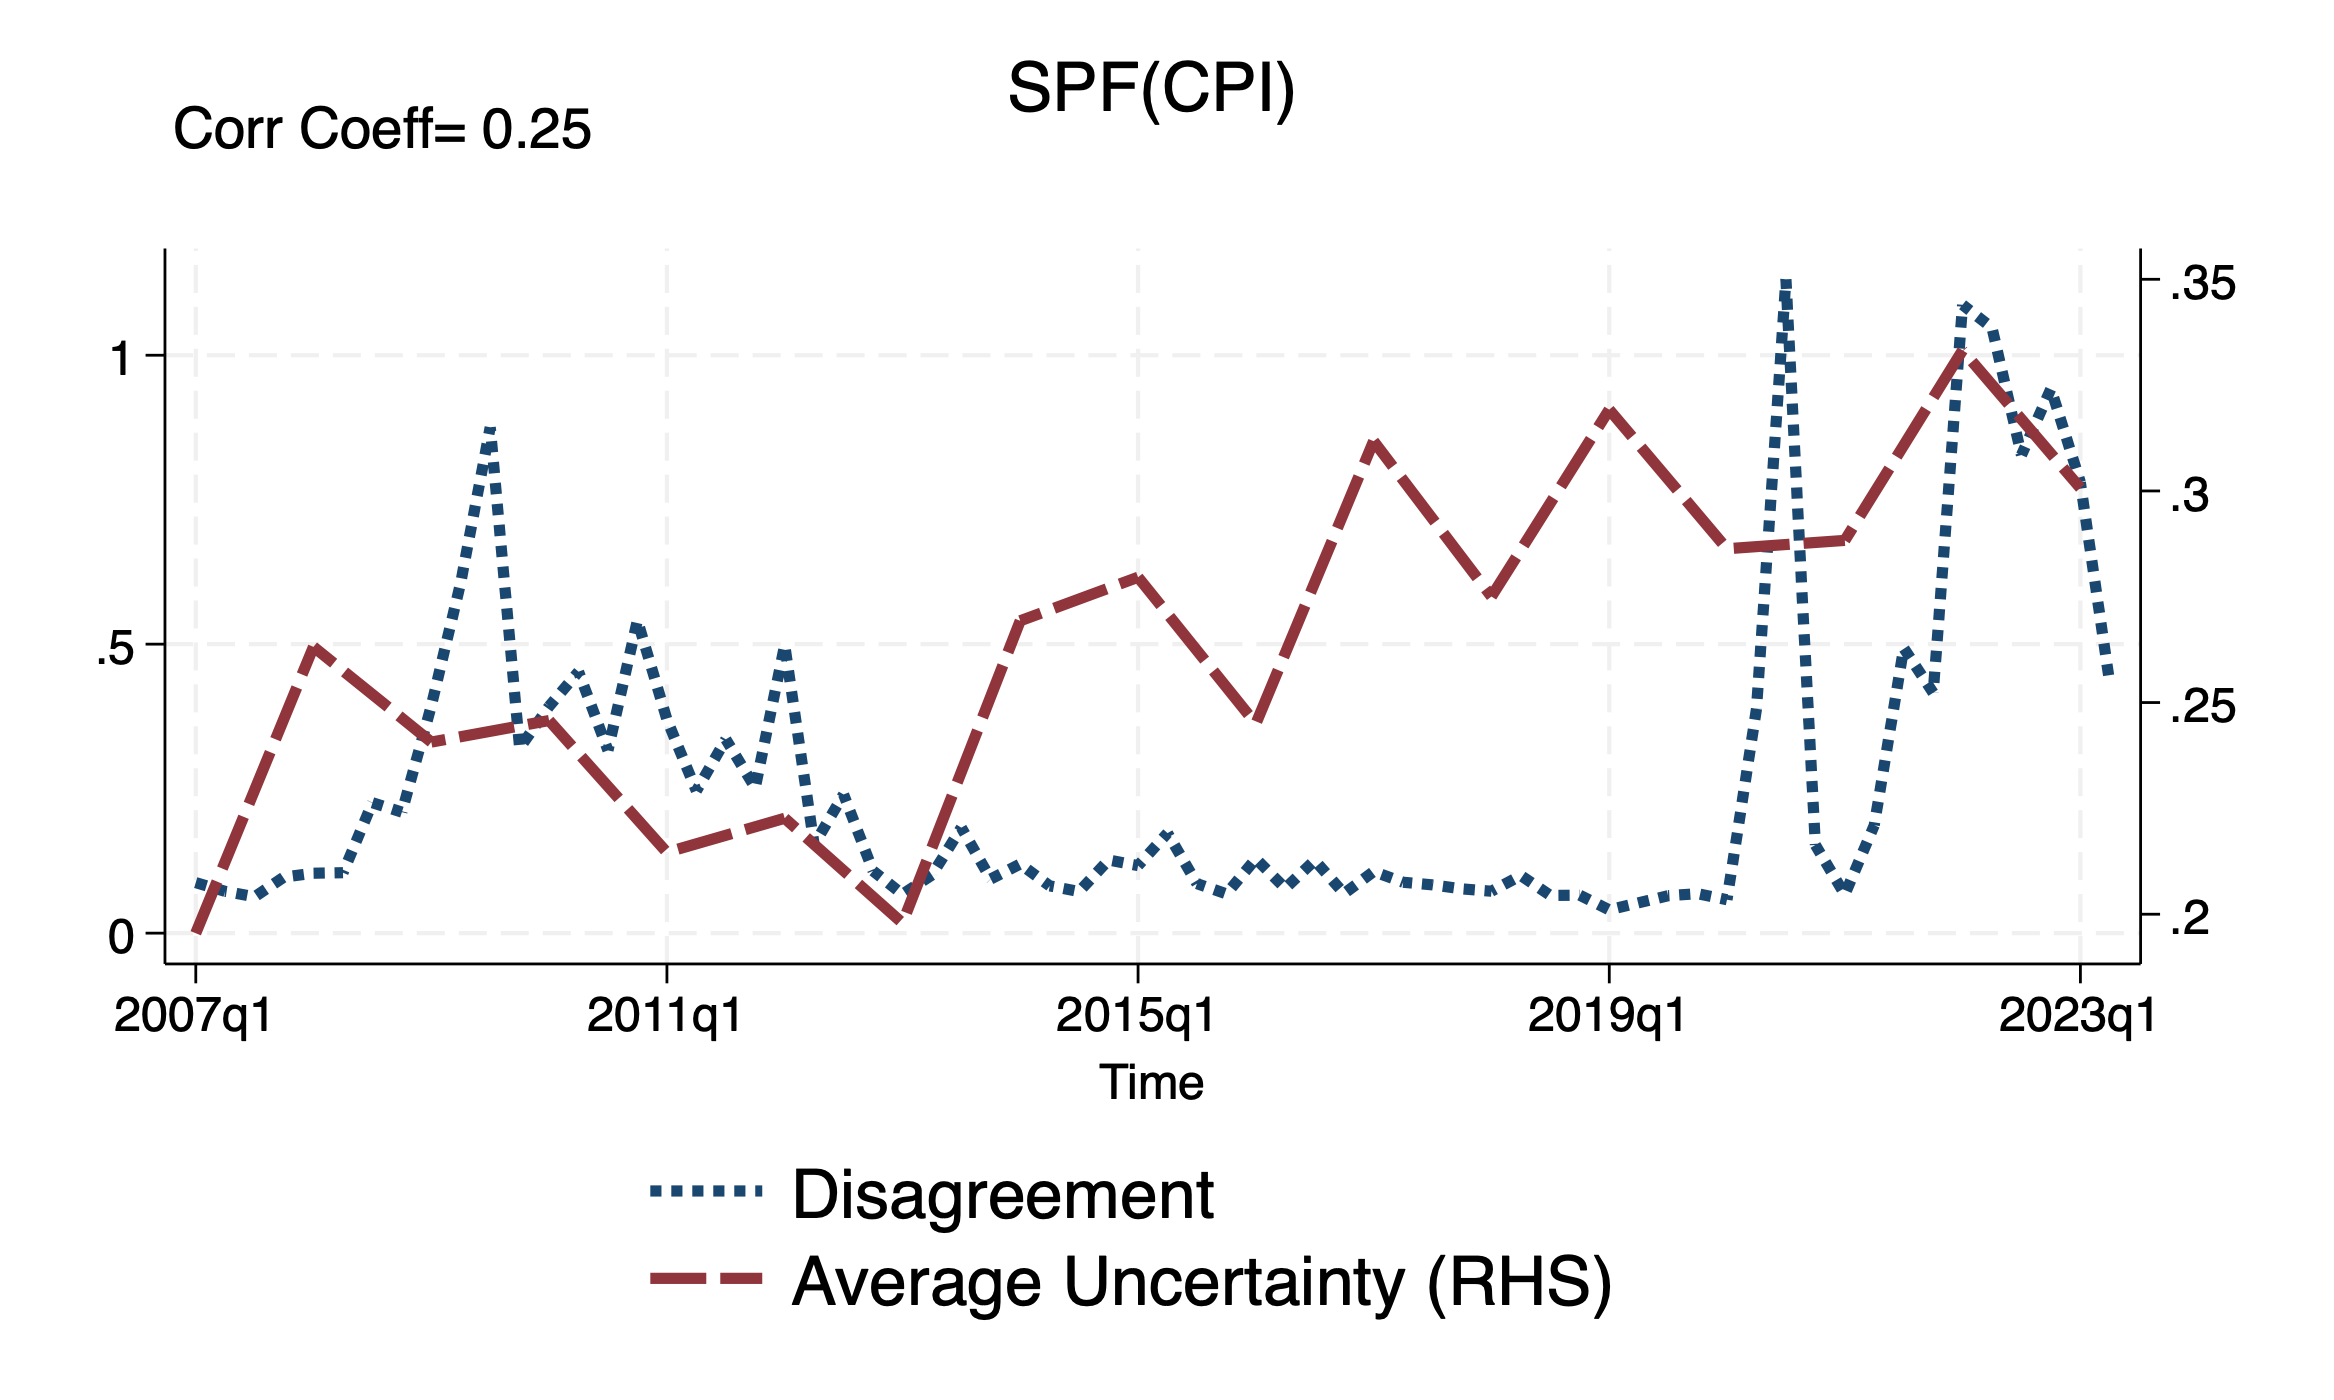 SPF(CPI)
Corr Coeff= 0.25
1
.5
0
.35
.3
.25
.2
2007q1
2011q1
2015q1
2019q1
2023q1
Time
Disagreement
Average Uncertainty (RHS)